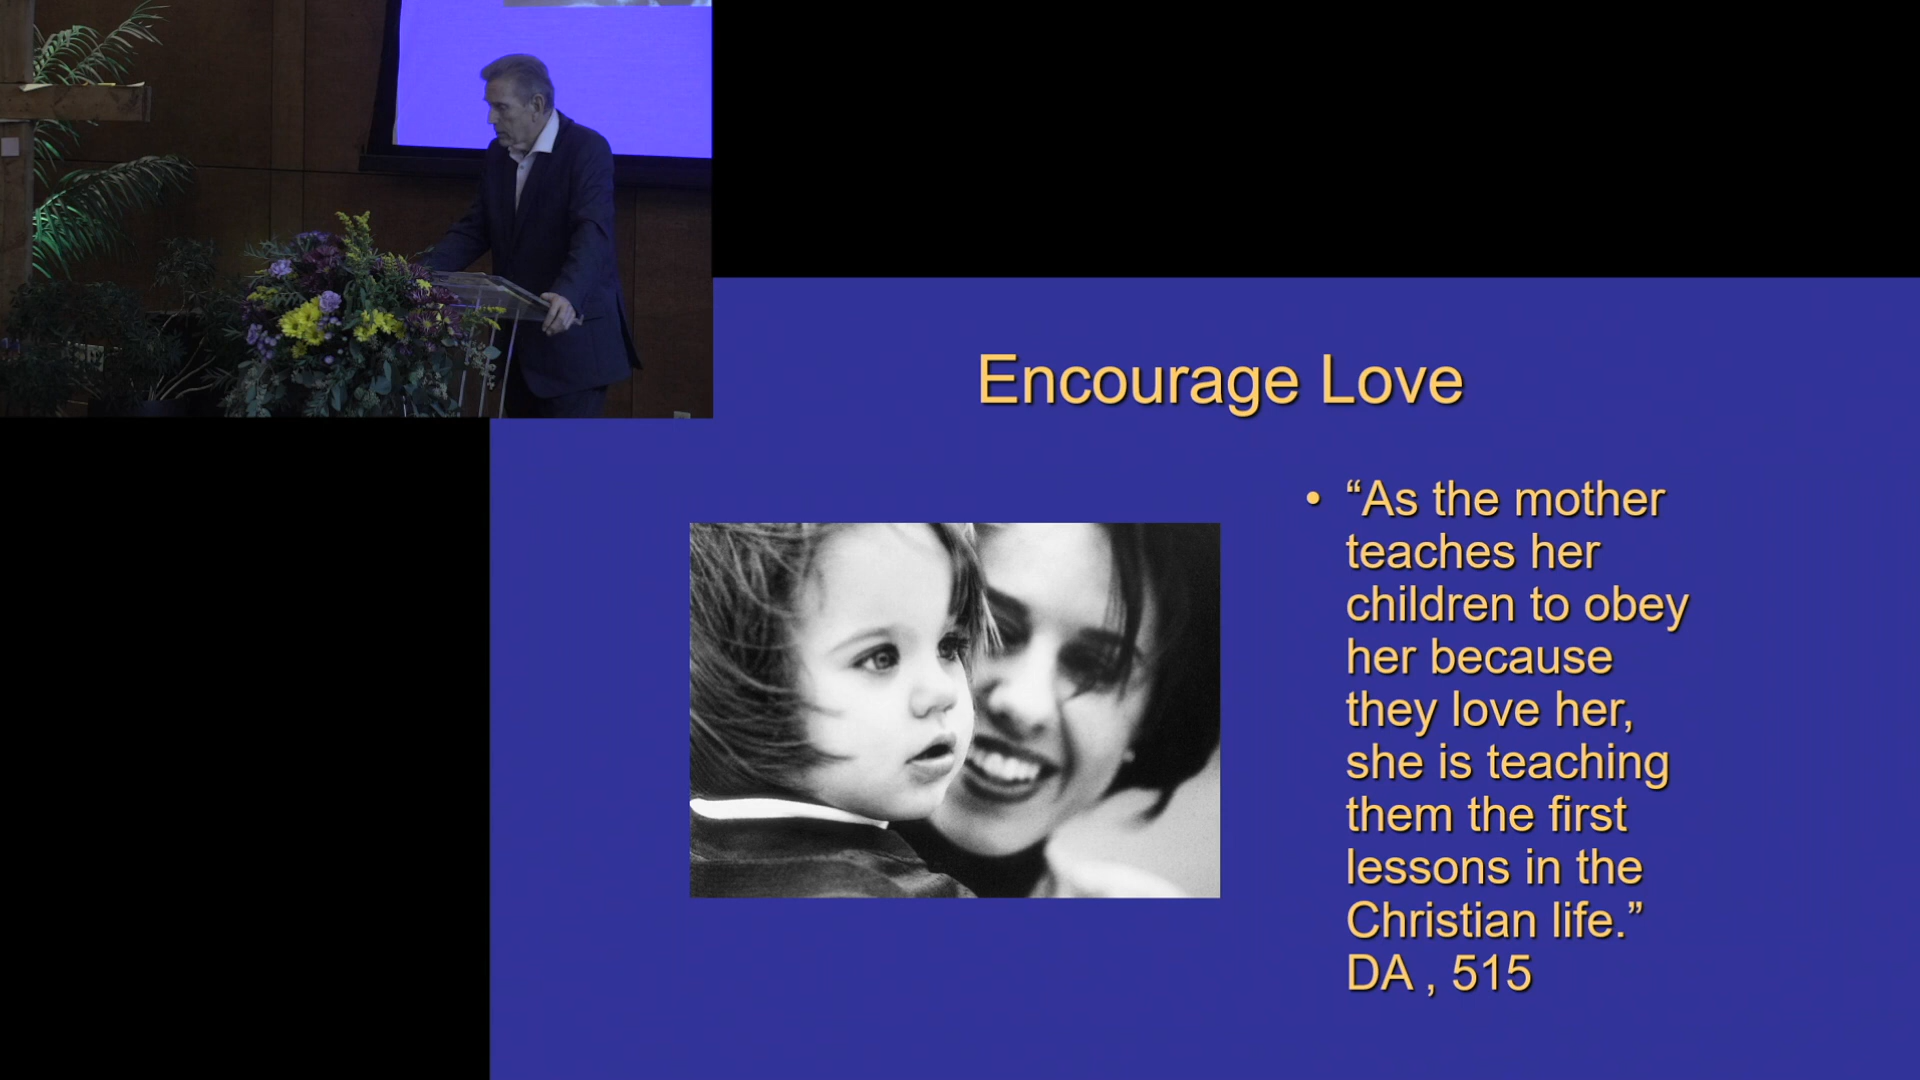 Encourage Love
• “As the mother
teaches her
children to obey
her because
they love her,
she is teaching
them the first
lessons in the
Christian life.”
DA , 515